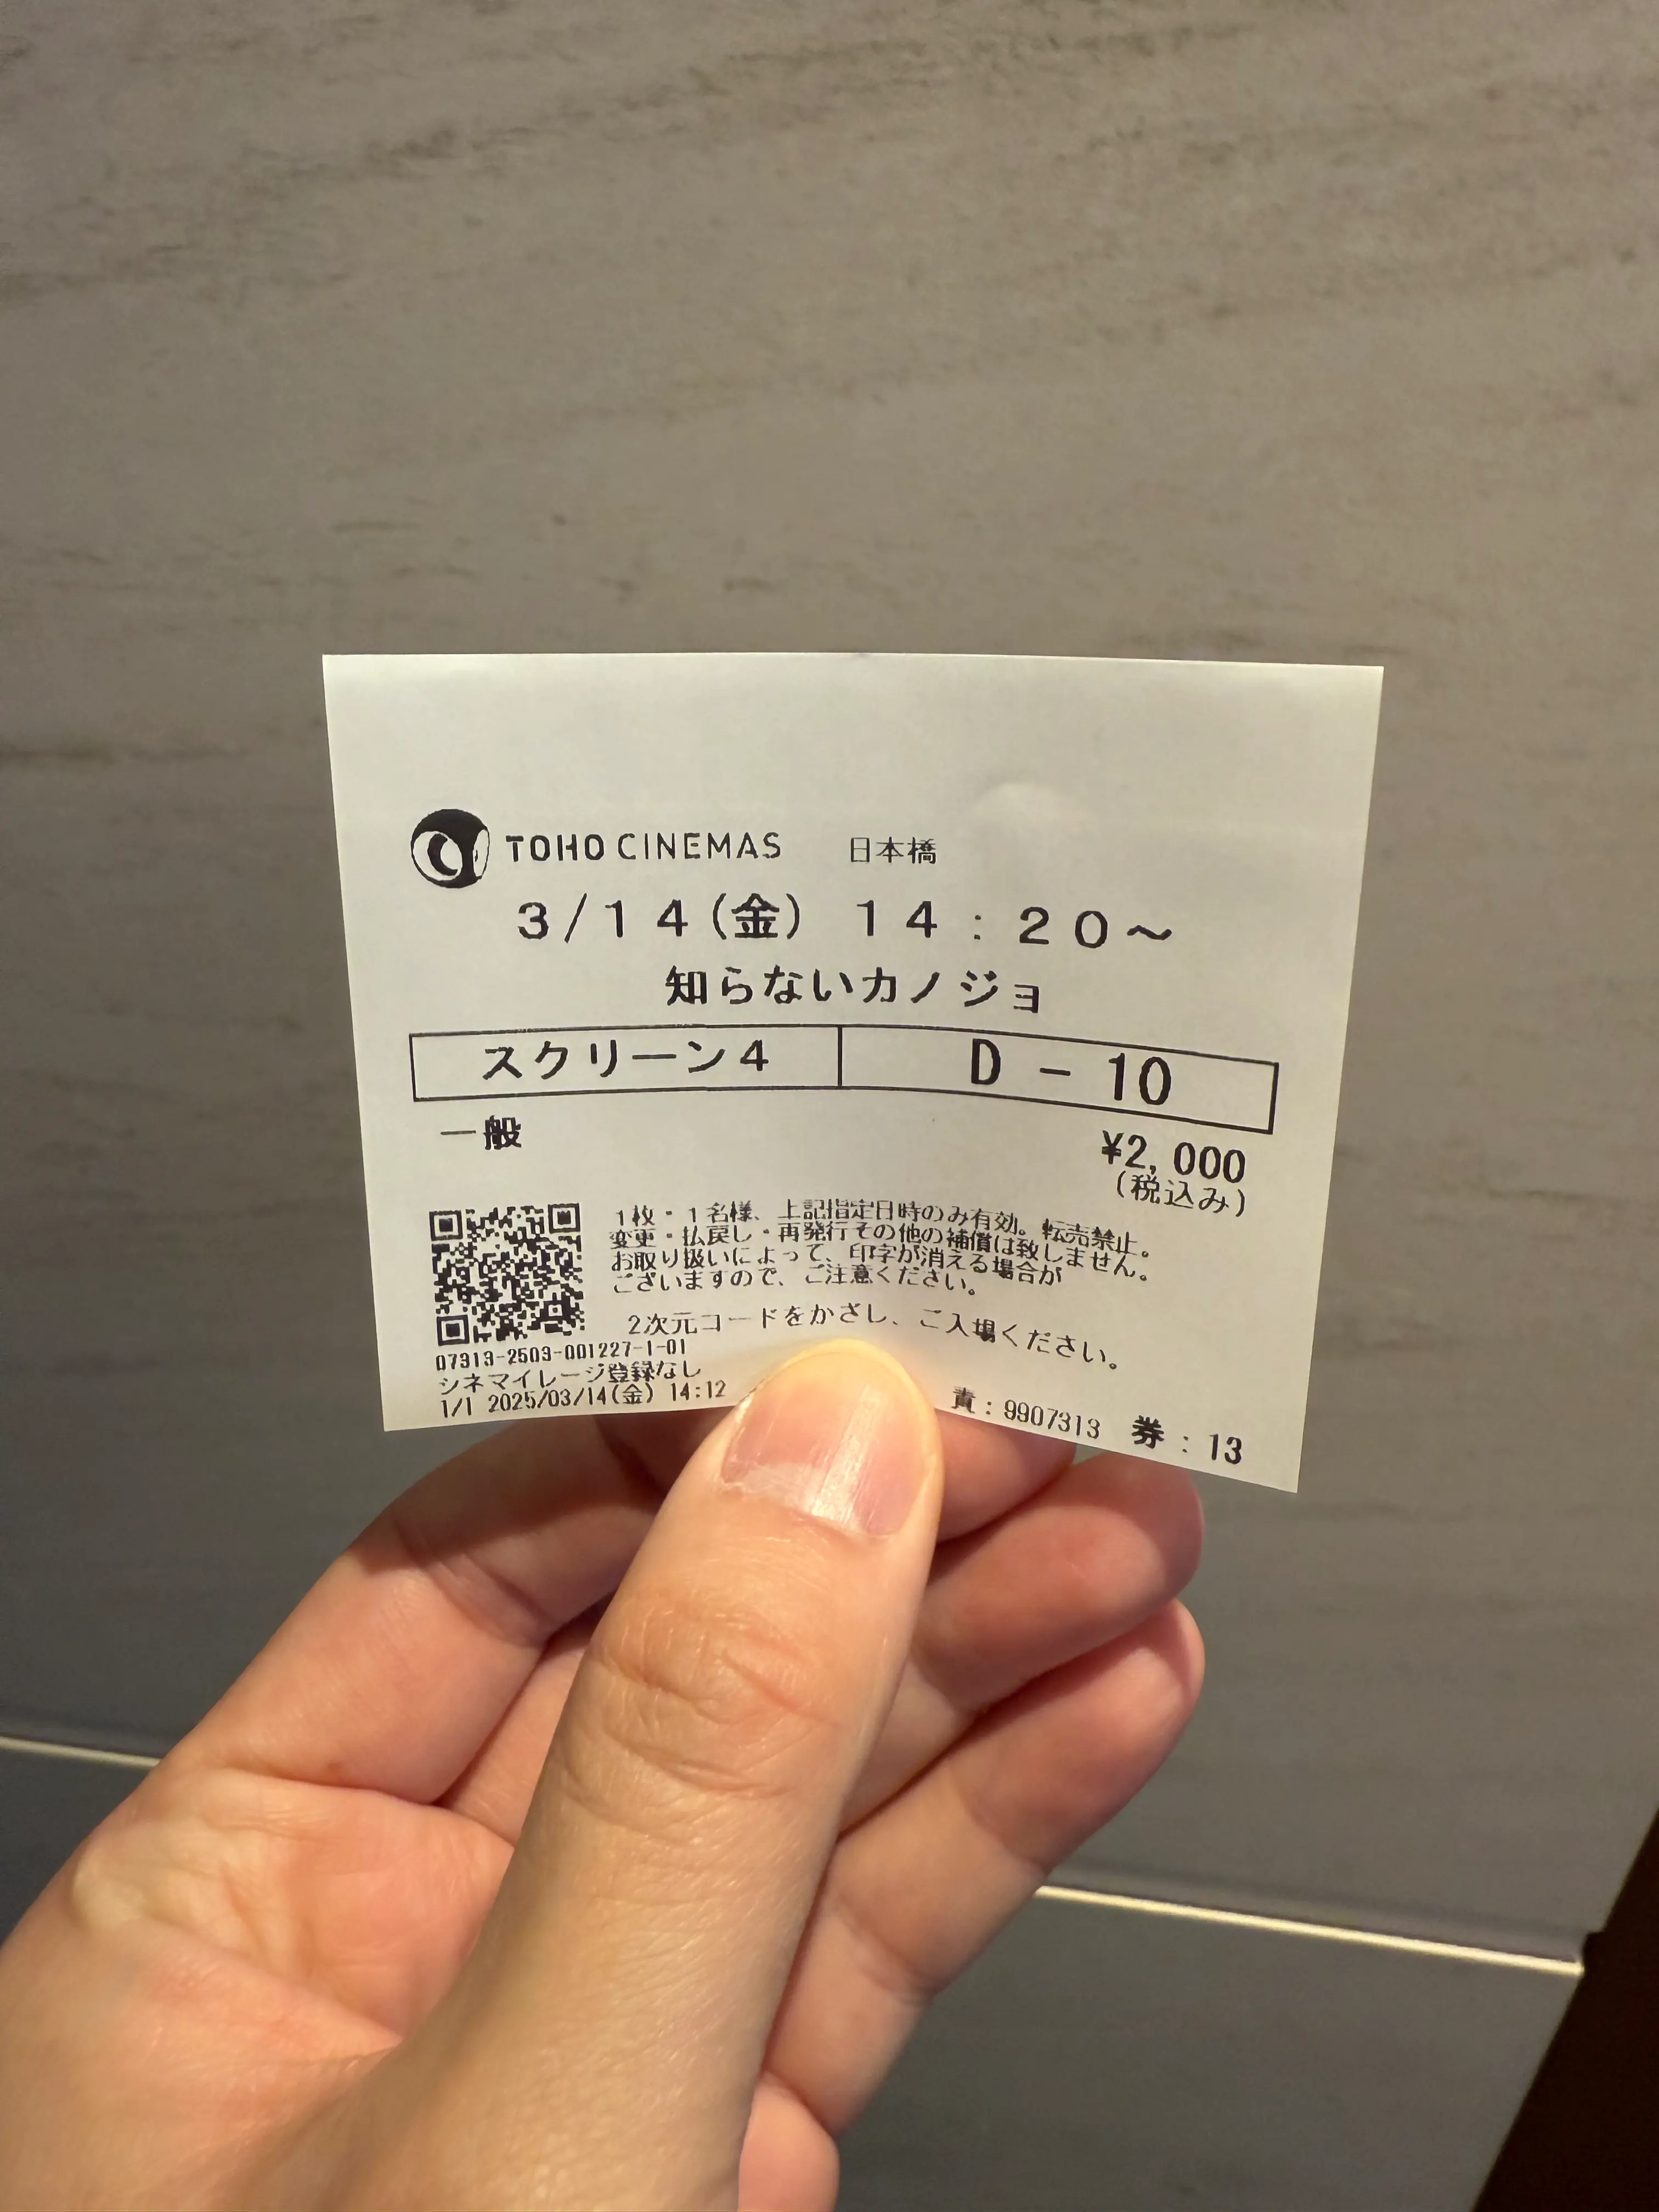 TOHO CINEMAS 日本橋
3/14(金) 14:20～
知らないカノジョ
スクリーン4 D-10
一般
¥2,000
(税込み)
1枚・1名様、上記指定日時のみ有効。転売禁止。
変更・払戻し・再発行その他の補償は致しません。
お取り扱いによって、印字が消える場合が
ございますので、ご注意ください。
2次元コードをかざし、ご入場ください。
07313-2503-001227-1-01
シネマイレージ登録なし
1/1 2025/03/14(金) 14:12 責:9907313 券:13